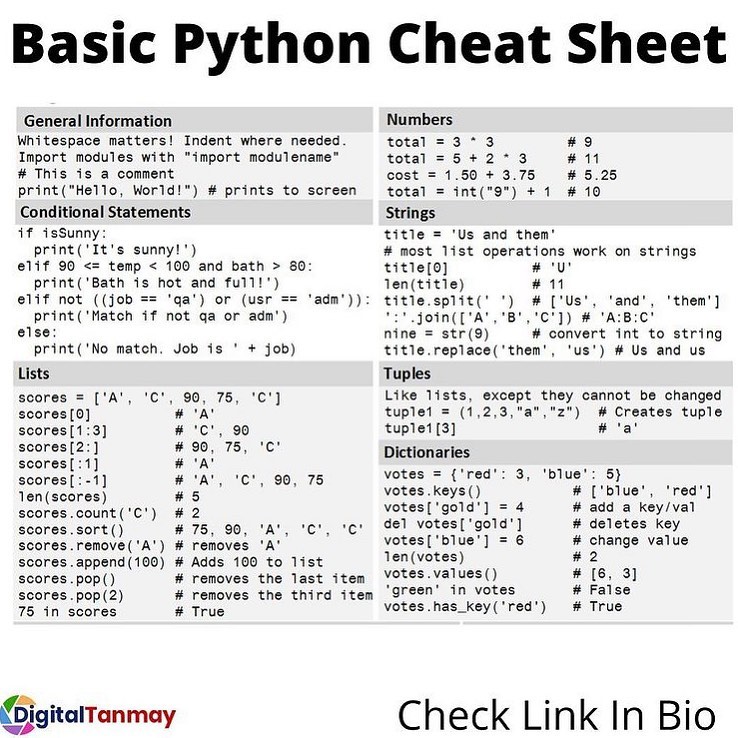 Basic Python Cheat Sheet
General Information
Whitespace matters! Indent where needed.
Import modules with "import modulename"
# This is a comment
print("Hello, World!") # prints to screen
Conditional Statements
if isSunny:
print('It's sunny!')
elif 90 <= temp < 100 and bath > 80:
print('Bath is hot and full!')
elif not ((job == 'qa') or (usr == 'adm')):
print('Match if not qa or adm')
else:
print('No match. Job is ' + job)
Lists
scores = ['A', 'C', 90, 75, 'C']
scores[0] # 'A'
scores[1:3] # 'C', 90
scores[2:] # 90, 75, 'C'
scores[:1] # 'A'
scores[:-1] # 'A', 'C', 90, 75
len(scores) # 5
scores.count('C') # 2
scores.sort() # 75, 90, 'A', 'C', 'C'
scores.remove('A') # removes 'A'
scores.append(100) # Adds 100 to list
scores.pop() # removes the last item
scores.pop(2) # removes the third item
75 in scores # True
Numbers
total = 3 * 3 # 9
total = 5 + 2 * 3 # 11
cost = 1.50 + 3.75 # 5.25
total = int("9") + 1 # 10
Strings
title = 'Us and them'
# most list operations work on strings
title[0] # 'U'
len(title) # 11
title.split(' ') # ['Us', 'and', 'them']
':'.join(['A','B','C']) # 'A:B:C'
nine = str(9) # convert int to string
title.replace('them', 'us') # Us and us
Tuples
Like lists, except they cannot be changed
tuple1 = (1,2,3,"a","z") # Creates tuple
tuple1[3] # 'a'
Dictionaries
votes = {'red': 3, 'blue': 5}
votes.keys() # ['blue', 'red']
votes['gold'] = 4 # add a key/val
del votes['gold'] # deletes key
votes['blue'] = 6 # change value
len(votes) # 2
votes.values() # [6, 3]
'green' in votes # False
votes.has_key('red') # True
DigitalTanmay
Check Link In Bio